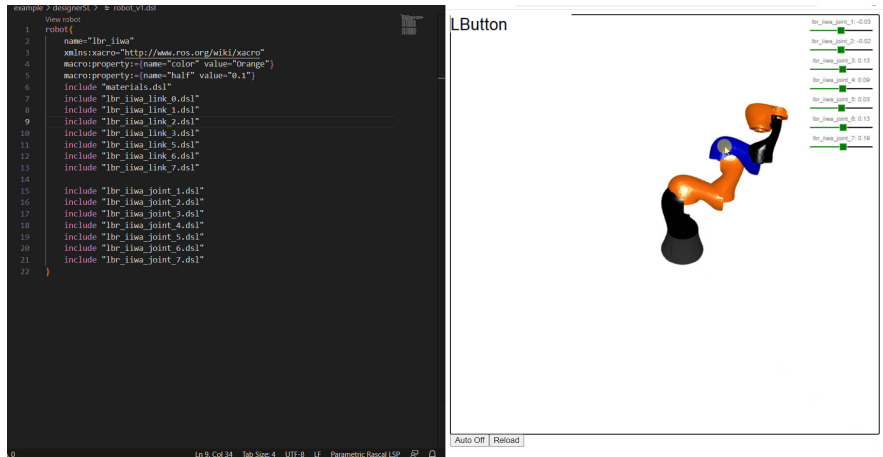 example > designerSL > robot_v1.dsl
View robot
1 robot{
2 name="lbr_iiwa"
3 xmlns:xacro="http://www.ros.org/wiki/xacro"
4 macro:property:={name="color" value="Orange"}
5 macro:property:={name="half" value="0.1"}
6 include "materials.dsl"
7 include "lbr_iiwa_link_0.dsl"
8 include "lbr_iiwa_link_1.dsl"
9 include "lbr_iiwa_link_2.dsl"
10 include "lbr_iiwa_link_3.dsl"
11 include "lbr_iiwa_link_5.dsl"
12 include "lbr_iiwa_link_6.dsl"
13 include "lbr_iiwa_link_7.dsl"
14
15 include "lbr_iiwa_joint_1.dsl"
16 include "lbr_iiwa_joint_2.dsl"
17 include "lbr_iiwa_joint_3.dsl"
18 include "lbr_iiwa_joint_4.dsl"
19 include "lbr_iiwa_joint_5.dsl"
20 include "lbr_iiwa_joint_6.dsl"
21 include "lbr_iiwa_joint_7.dsl"
22 }
0 Ln 9, Col 34 Tab Size: 4 UTF-8 LF Parametric Rascal LSP
LButton
lbr_iiwa_joint_1: -0.03
lbr_iiwa_joint_2: -0.02
lbr_iiwa_joint_3: 0.13
lbr_iiwa_joint_4: 0.09
lbr_iiwa_joint_5: 0.03
lbr_iiwa_joint_6: 0.13
lbr_iiwa_joint_7: 0.16
Auto Off Reload